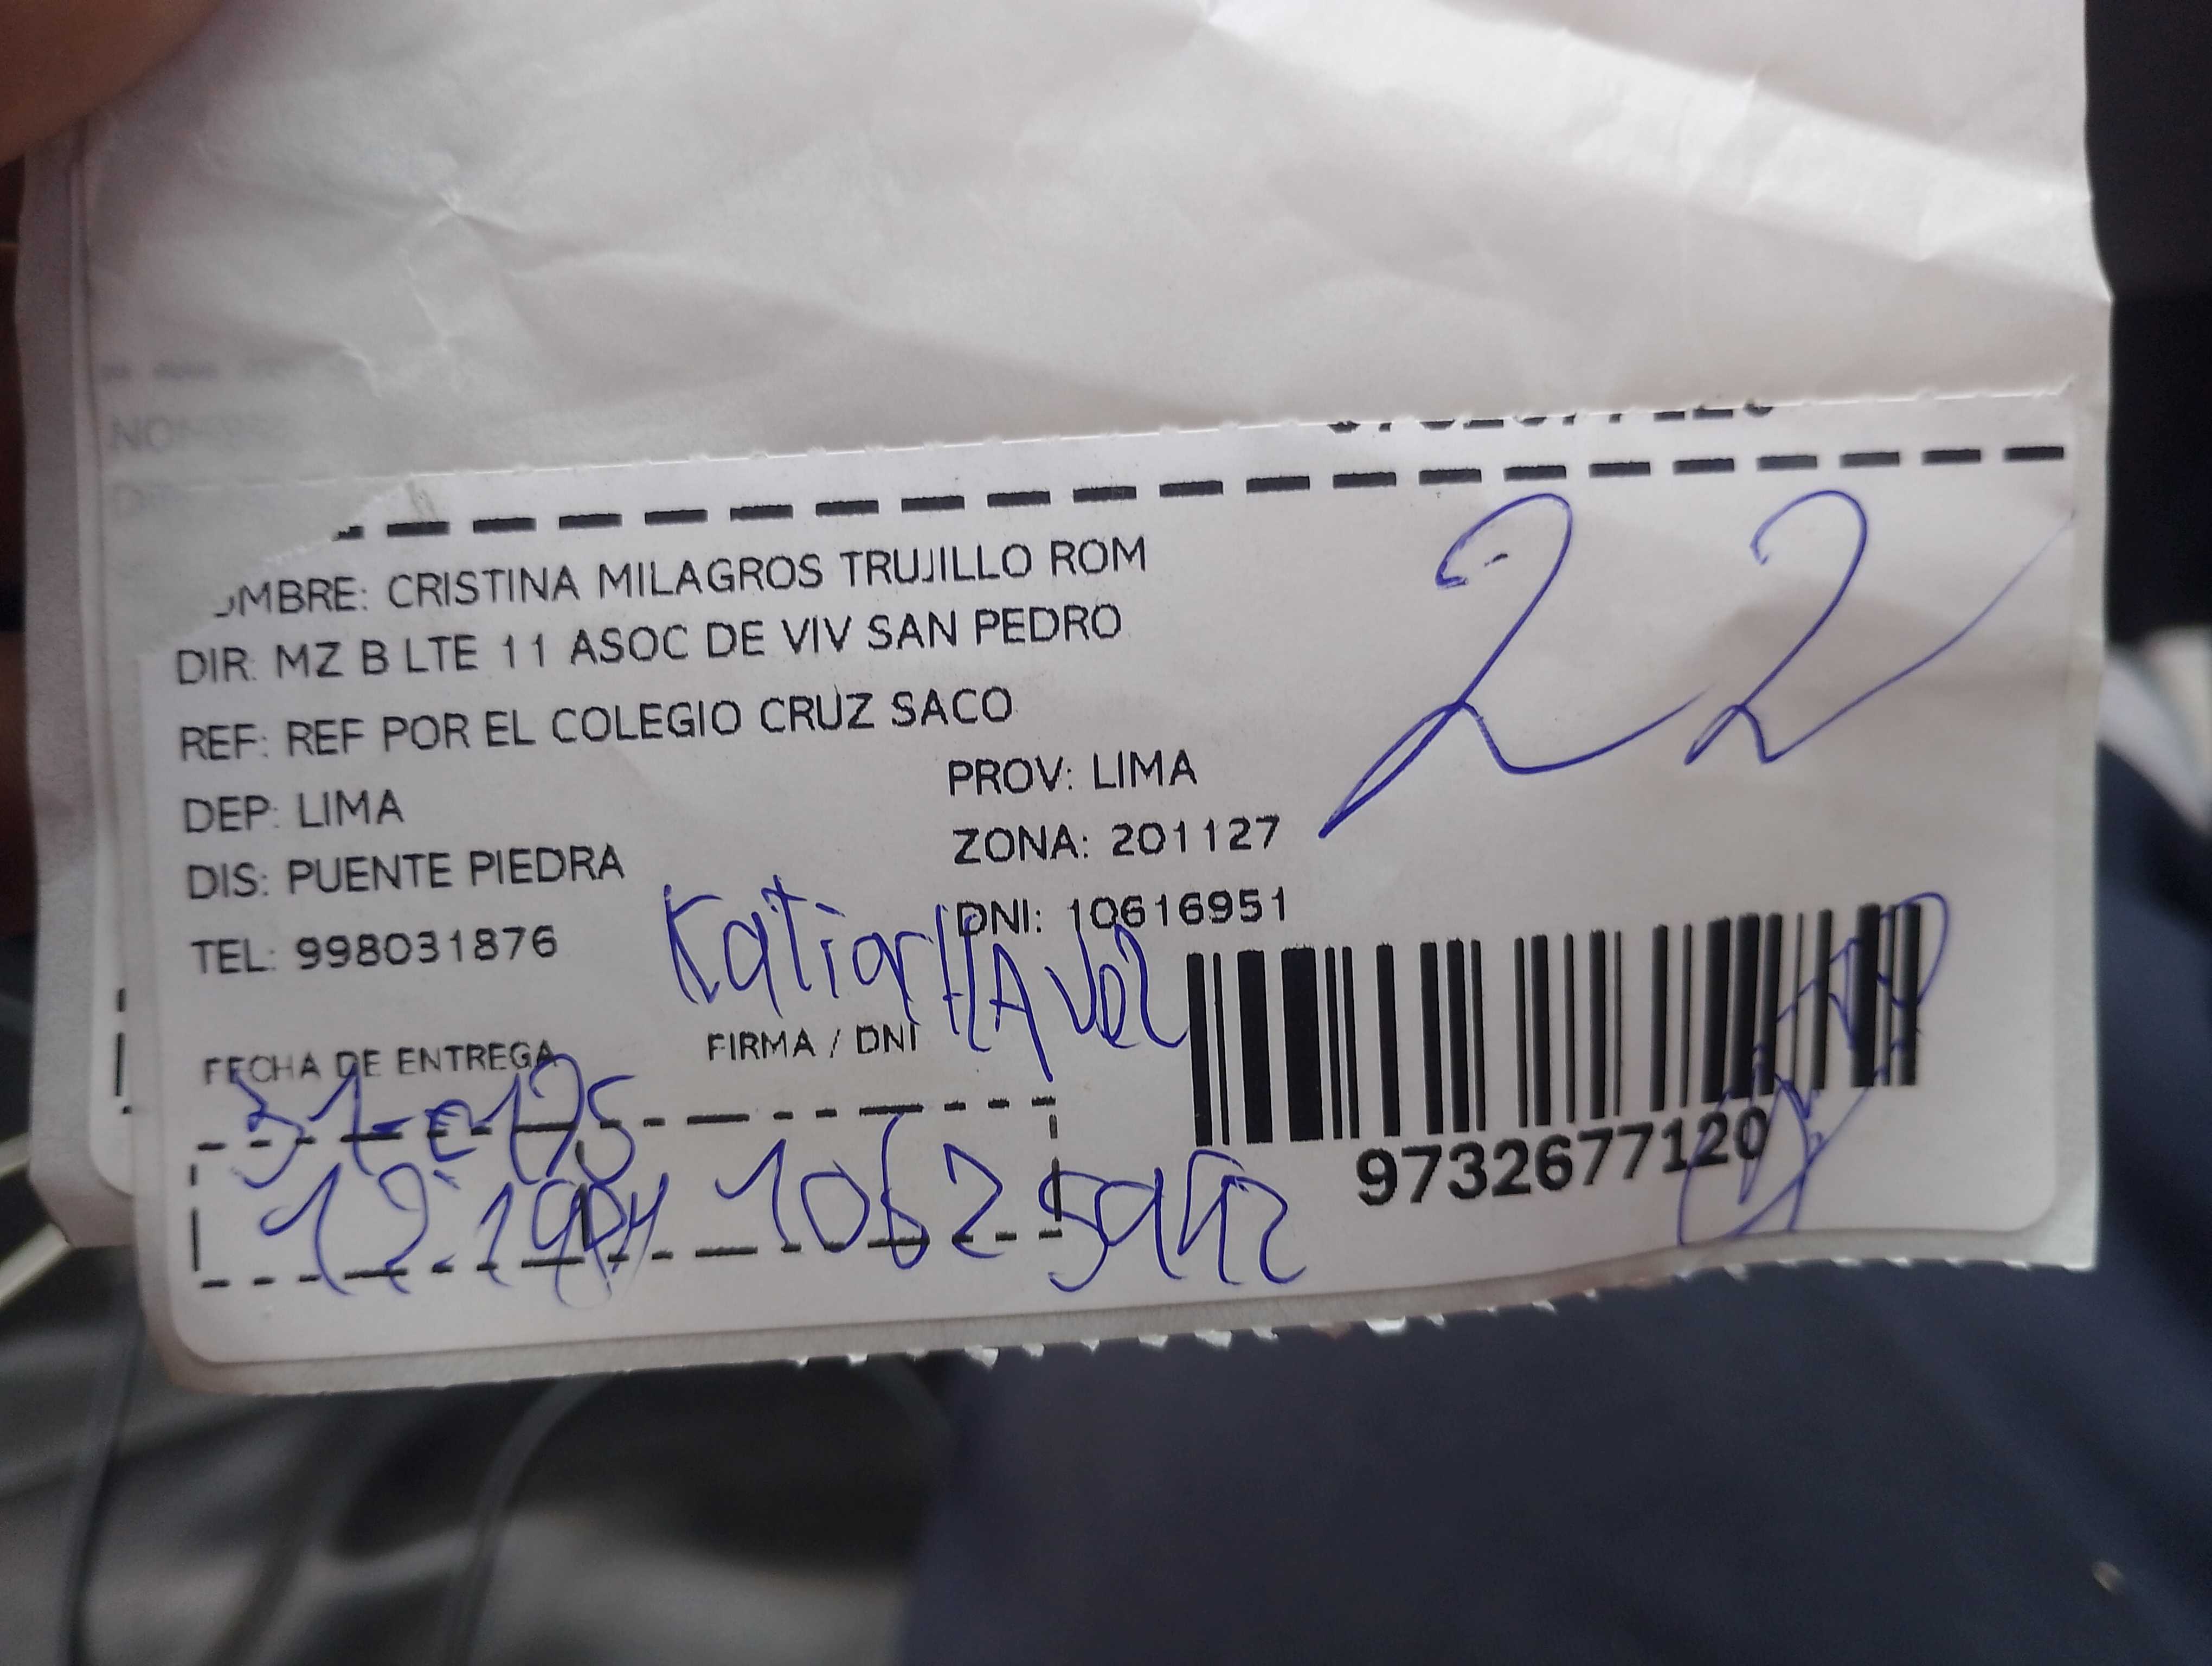 OMBRE: CRISTINA MILAGROS TRUJILLO ROM
DIR: MZ B LTE 11 ASOC DE VIV SAN PEDRO
22
REF: REF POR EL COLEGIO CRUZ SACO
DEP: LIMA PROV: LIMA
DIS: PUENTE PIEDRA ZONA: 201127
TEL: 998031876 DNI: 10616951
Katia
FECHA DE ENTREGA FIRMA / DNI
9732677120